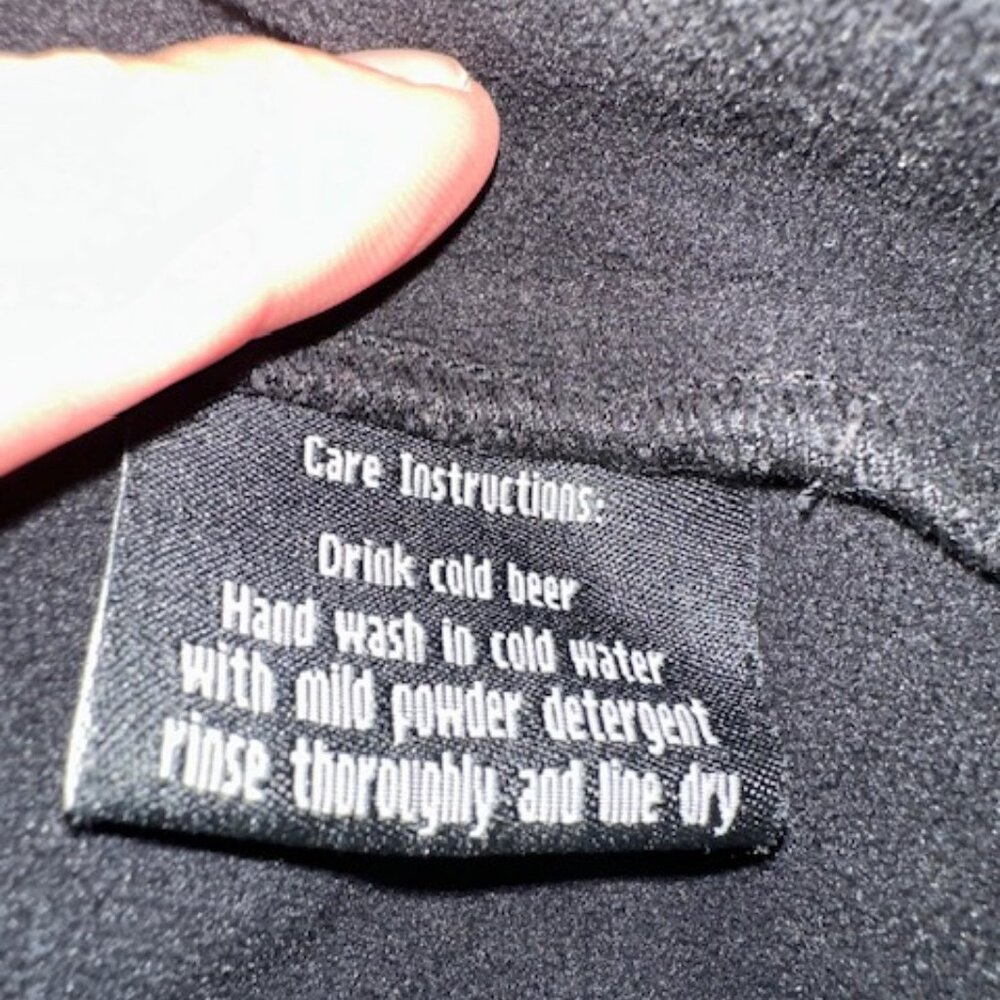 Care Instructions:
Drink cold beer
Hand wash in cold water
with mild powder detergent
rinse thoroughly and line dry